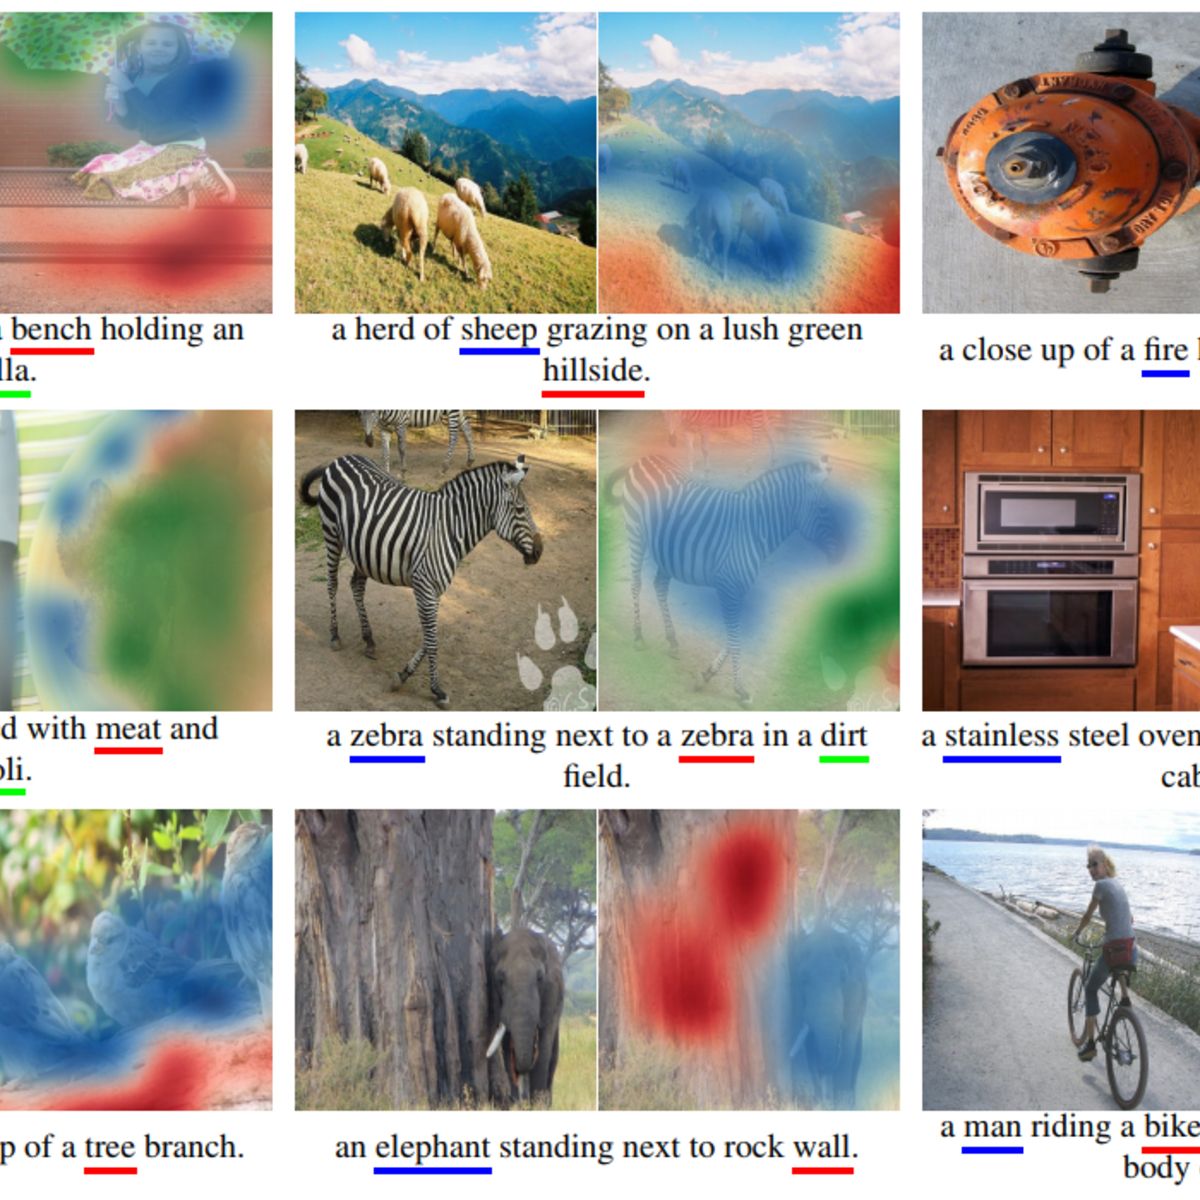 bench holding an
lla.
a herd of sheep grazing on a lush green
hillside.
a close up of a fire
ed with meat and
oli.
a zebra standing next to a zebra in a dirt
field.
a stainless steel oven
cab
p of a tree branch.
an elephant standing next to rock wall.
a man riding a bike
body